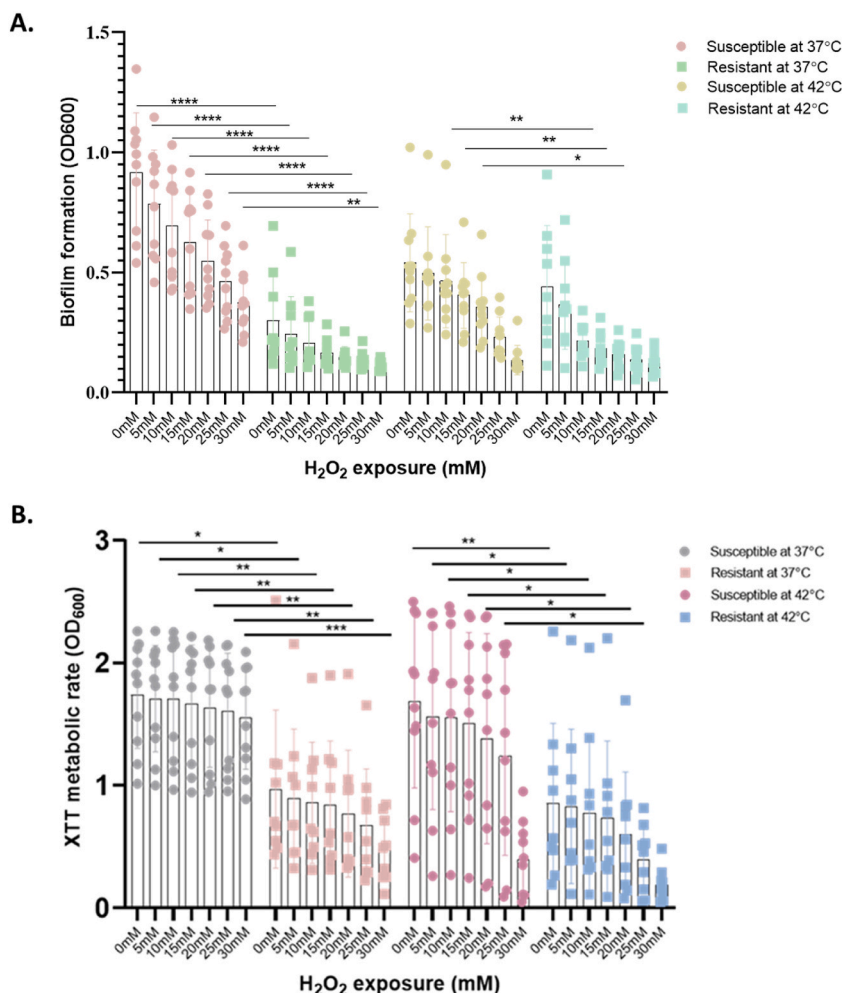 A.
1.5
1.0
0.5
0.0
Biofilm formation (OD600)
Susceptible at 37°C
Resistant at 37°C
Susceptible at 42°C
Resistant at 42°C
****
****
****
****
****
****
**
**
**
*
0mM 5mM 10mM 15mM 20mM 25mM 30mM 0mM 5mM 10mM 15mM 20mM 25mM 30mM 0mM 5mM 10mM 15mM 20mM 25mM 30mM 0mM 5mM 10mM 15mM 20mM 25mM 30mM
H₂O₂ exposure (mM)
B.
3
2
1
0
XTT metabolic rate (OD₆₀₀)
Susceptible at 37°C
Resistant at 37°C
Susceptible at 42°C
Resistant at 42°C
*
*
**
**
**
**
***
**
*
*
*
*
*
0mM 5mM 10mM 15mM 20mM 25mM 30mM 0mM 5mM 10mM 15mM 20mM 25mM 30mM 0mM 5mM 10mM 15mM 20mM 25mM 30mM 0mM 5mM 10mM 15mM 20mM 25mM 30mM
H₂O₂ exposure (mM)